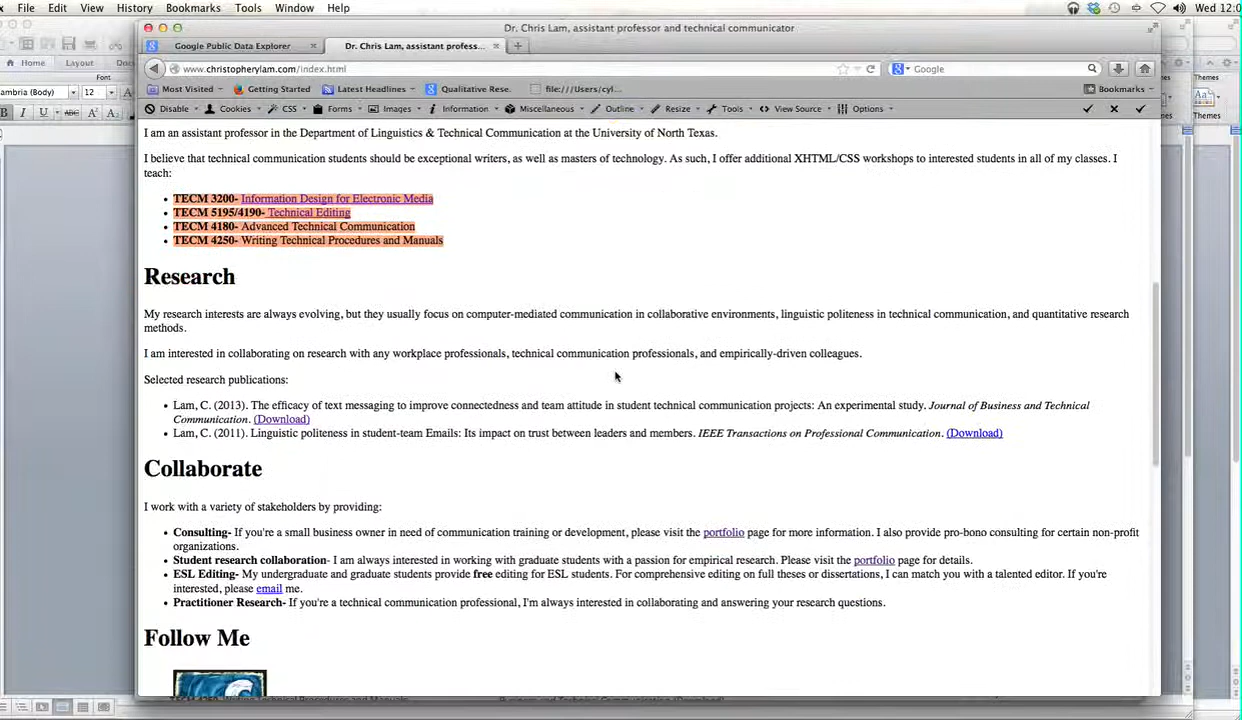 File Edit View History Bookmarks Tools Window Help Wed 12:0
Dr. Chris Lam, assistant professor and technical communicator
Google Public Data Explorer Dr. Chris Lam, assistant profess...
www.christopherylam.com/index.html Google
Most Visited Getting Started Latest Headlines Qualitative Rese. file:///Users/cyl... Bookmarks
Disable Cookies CSS Forms Images Information Miscellaneous Outline Resize Tools View Source Options
Home Layout Docu
Font
ambria (Body) 12
Themes
Themes
I am an assistant professor in the Department of Linguistics & Technical Communication at the University of North Texas.
I believe that technical communication students should be exceptional writers, as well as masters of technology. As such, I offer additional XHTML/CSS workshops to interested students in all of my classes. I
teach:
TECM 3200- Information Design for Electronic Media
TECM 5195/4190- Technical Editing
TECM 4180- Advanced Technical Communication
TECM 4250- Writing Technical Procedures and Manuals
Research
My research interests are always evolving, but they usually focus on computer-mediated communication in collaborative environments, linguistic politeness in technical communication, and quantitative research
methods.
I am interested in collaborating on research with any workplace professionals, technical communication professionals, and empirically-driven colleagues.
Selected research publications:
Lam, C. (2013). The efficacy of text messaging to improve connectedness and team attitude in student technical communication projects: An experimental study. Journal of Business and Technical
Communication. (Download)
Lam, C. (2011). Linguistic politeness in student-team Emails: Its impact on trust between leaders and members. IEEE Transactions on Professional Communication. (Download)
Collaborate
I work with a variety of stakeholders by providing:
Consulting- If you're a small business owner in need of communication training or development, please visit the portfolio page for more information. I also provide pro-bono consulting for certain non-profit
organizations.
Student research collaboration- I am always interested in working with graduate students with a passion for empirical research. Please visit the portfolio page for details.
ESL Editing- My undergraduate and graduate students provide free editing for ESL students. For comprehensive editing on full theses or dissertations, I can match you with a talented editor. If you're
interested, please email me.
Practitioner Research- If you're a technical communication professional, I'm always interested in collaborating and answering your research questions.
Follow Me